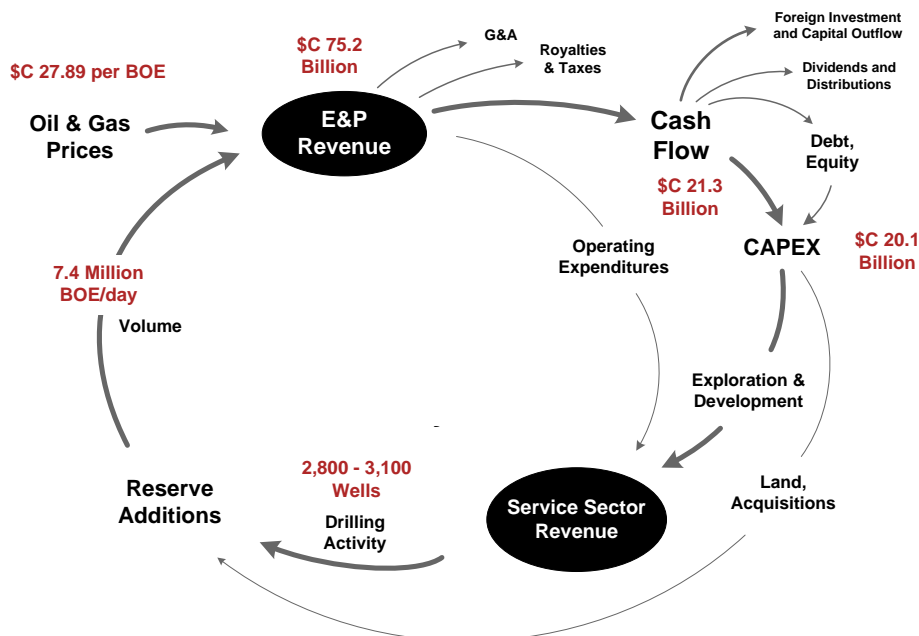 Foreign Investment
and Capital Outflow
G&A
$C 75.2
Billion
Royalties
& Taxes
$C 27.89 per BOE
Dividends and
Distributions
E&P
Revenue
Oil & Gas
Prices
Cash
Flow
Debt,
Equity
$C 21.3
Billion
CAPEX
$C 20.1
Billion
Operating
Expenditures
7.4 Million
BOE/day
Volume
Exploration &
Development
2,800 - 3,100
Wells
Reserve
Additions
Drilling
Activity
Service Sector
Revenue
Land,
Acquisitions